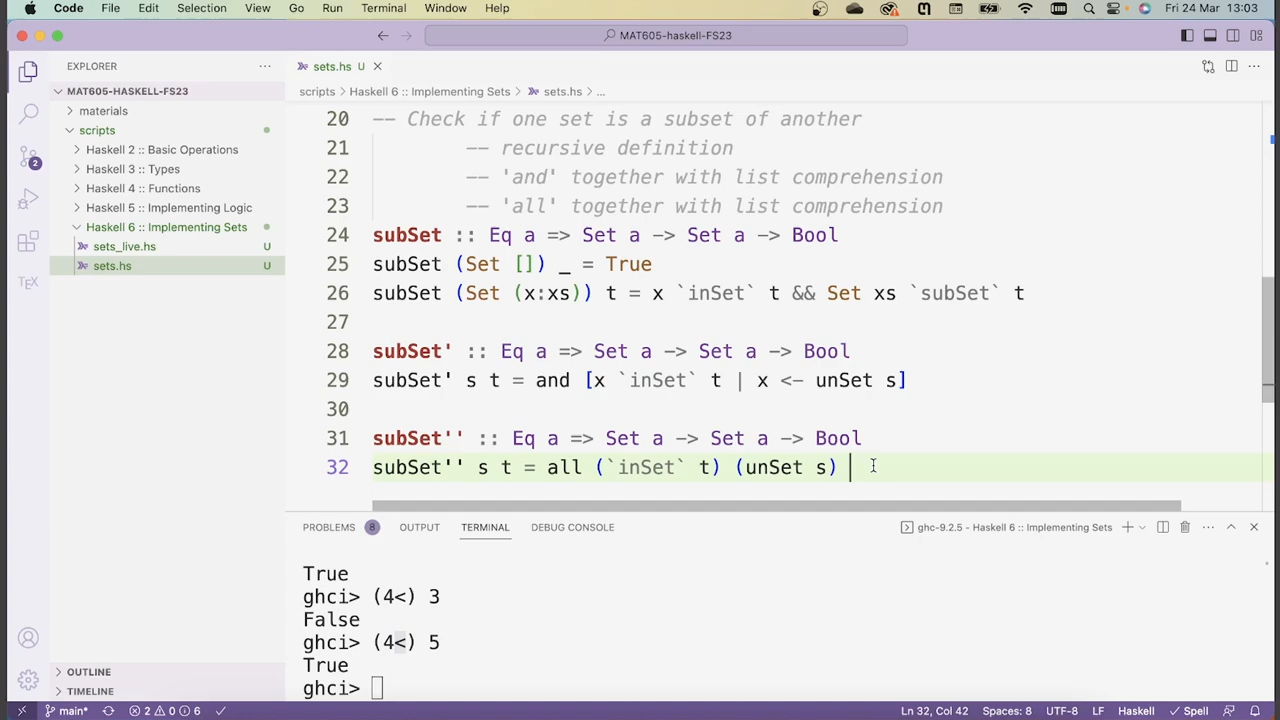 Code File Edit Selection View Go Run Terminal Window Help Fri 24 Mar 13:03
MAT605-haskell-FS23
EXPLORER
sets.hs U
MAT605-HASKELL-FS23
scripts > Haskell 6 :: Implementing Sets > sets.hs > ...
materials
scripts
Haskell 2 :: Basic Operations
Haskell 3 :: Types
Haskell 4 :: Functions
Haskell 5 :: Implementing Logic
Haskell 6 :: Implementing Sets
sets_live.hs U
sets.hs U
20 -- Check if one set is a subset of another
21 -- recursive definition
22 -- 'and' together with list comprehension
23 -- 'all' together with list comprehension
24 subSet :: Eq a => Set a -> Set a -> Bool
25 subSet (Set []) _ = True
26 subSet (Set (x:xs)) t = x `inSet` t && Set xs `subSet` t
27
28 subSet' :: Eq a => Set a -> Set a -> Bool
29 subSet' s t = and [x `inSet` t | x <- unSet s]
30
31 subSet'' :: Eq a => Set a -> Set a -> Bool
32 subSet'' s t = all (`inSet` t) (unSet s)
PROBLEMS 8 OUTPUT TERMINAL DEBUG CONSOLE ghc-9.2.5 - Haskell 6 :: Implementing Sets
True
ghci> (4<) 3
False
ghci> (4<) 5
True
ghci>
OUTLINE
TIMELINE
2
TEX
main* 2 0 6 Ln 32, Col 42 Spaces: 8 UTF-8 LF Haskell Spell